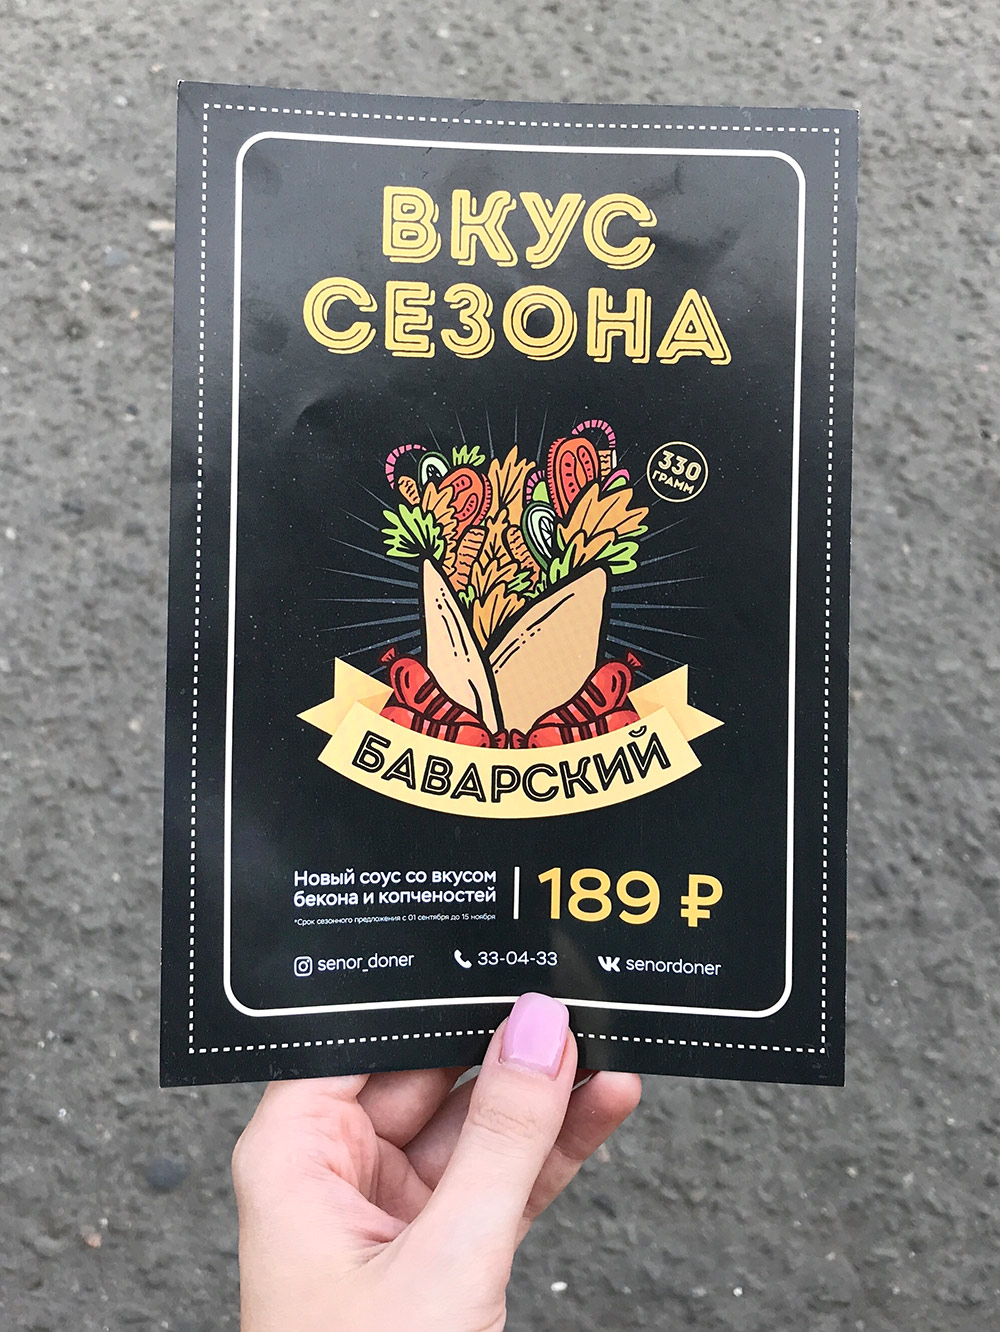 ВКУС
СЕЗОНА
330
ГРАММ
БАВАРСКИЙ
Новый соус со вкусом
бекона и копченостей
*Срок сезонного предложения с 01 сентября до 15 ноября
189 ₽
senor_doner
33-04-33
senordoner